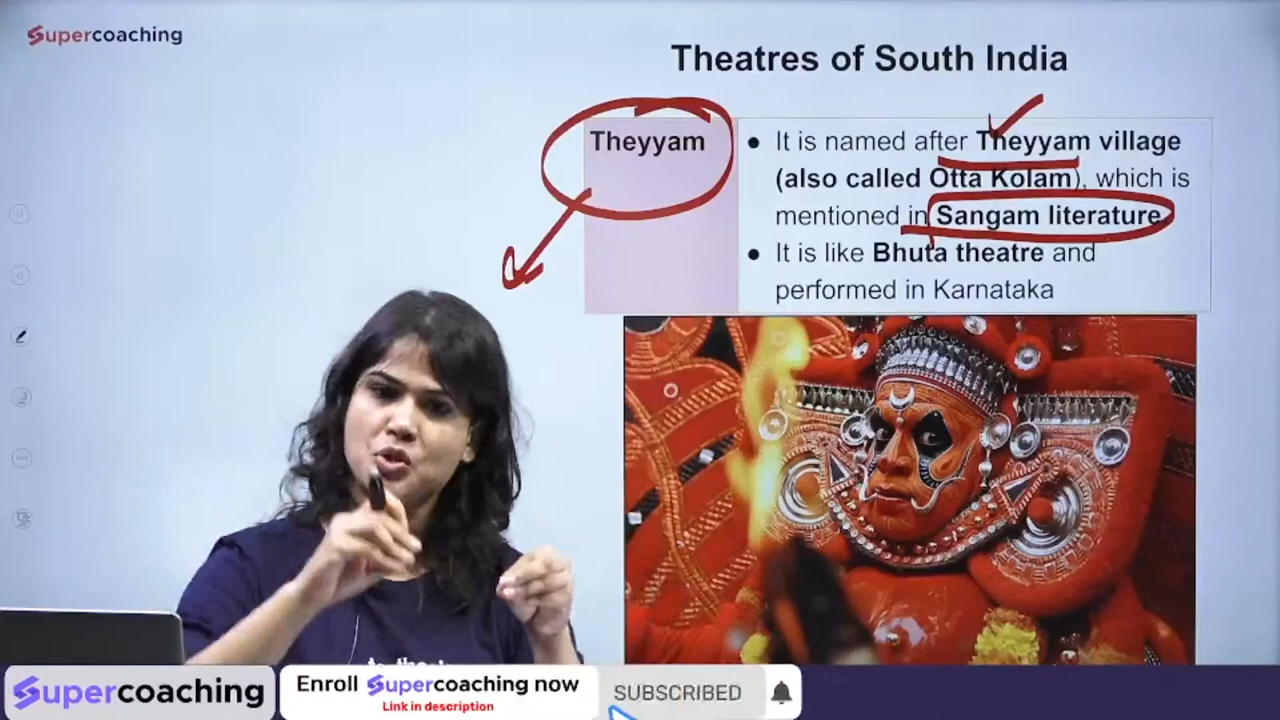 Supercoaching
Theatres of South India
Theyyam
● It is named after Theyyam village
(also called Otta Kolam), which is
mentioned in Sangam literature.
● It is like Bhuta theatre and
performed in Karnataka
Supercoaching
Enroll Supercoaching now
Link in description
SUBSCRIBED